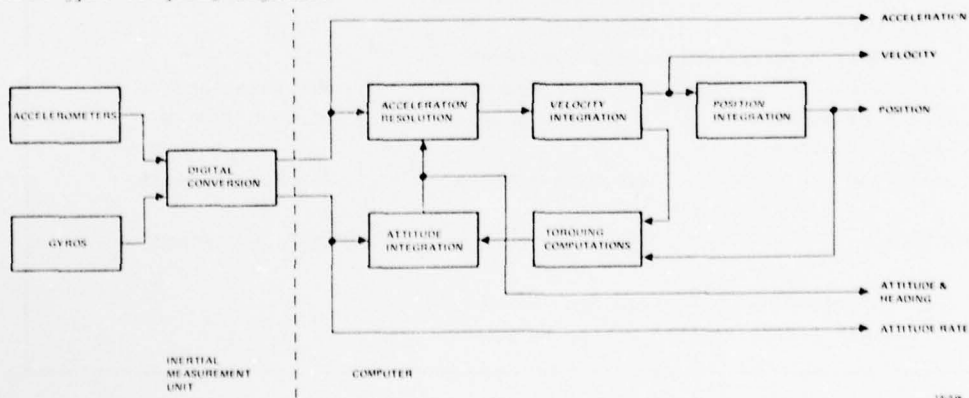 ACCELERATION
VELOCITY
ACCELEROMETERS
ACCELERATION
RESOLUTION
VELOCITY
INTEGRATION
POSITION
INTEGRATION
POSITION
DIGITAL
CONVERSION
GYROS
ATTITUDE
INTEGRATION
TORQUING
COMPUTATIONS
ATTITUDE &
HEADING
ATTITUDE RATE
INERTIAL
MEASUREMENT
UNIT
COMPUTER